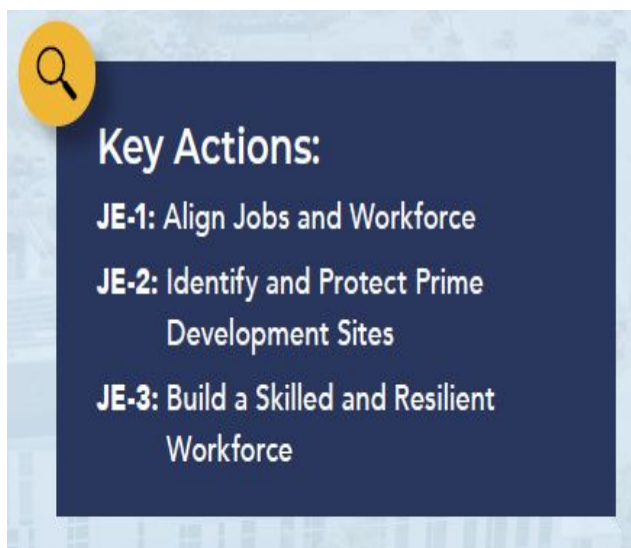 Key Actions:
JE-1: Align Jobs and Workforce
JE-2: Identify and Protect Prime
Development Sites
JE-3: Build a Skilled and Resilient
Workforce